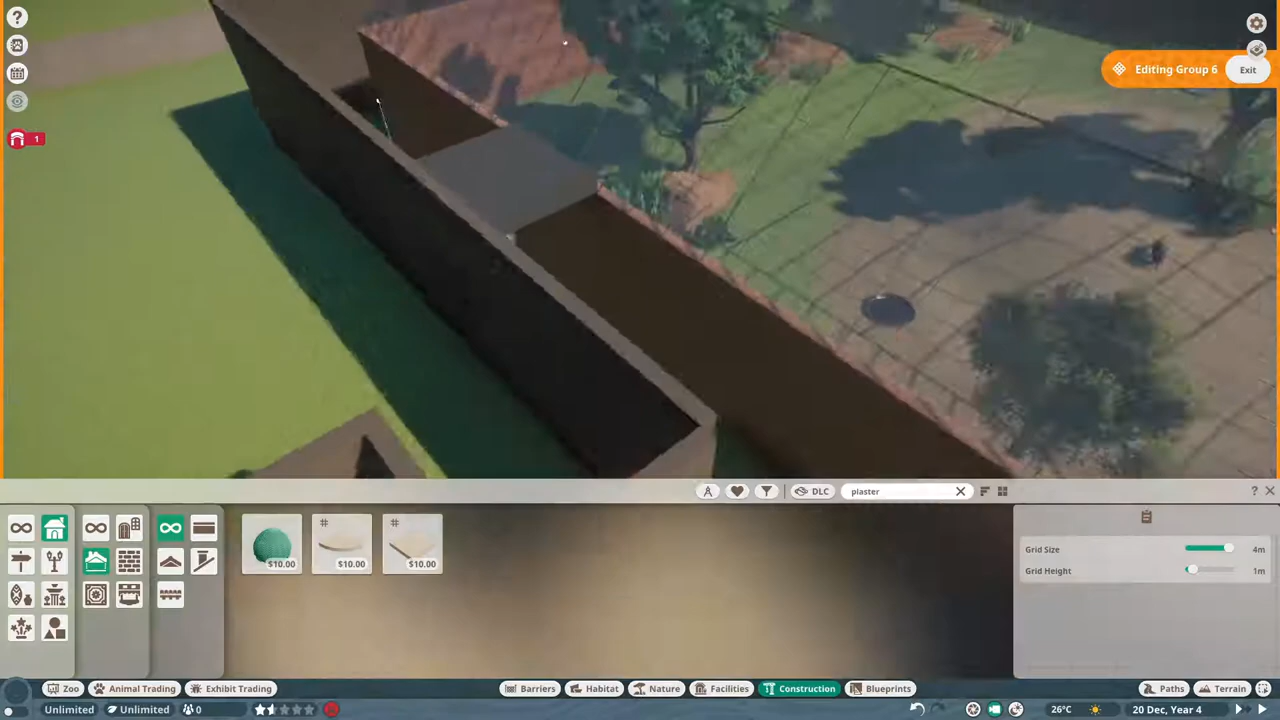 ?
Editing Group 6 Exit
1
DLC plaster
? 
$10.00 $10.00 $10.00
Grid Size 4m
Grid Height 1m
Zoo Animal Trading Exhibit Trading Barriers Habitat Nature Facilities Construction Blueprints Paths Terrain
Unlimited Unlimited 0 26°C 20 Dec, Year 4